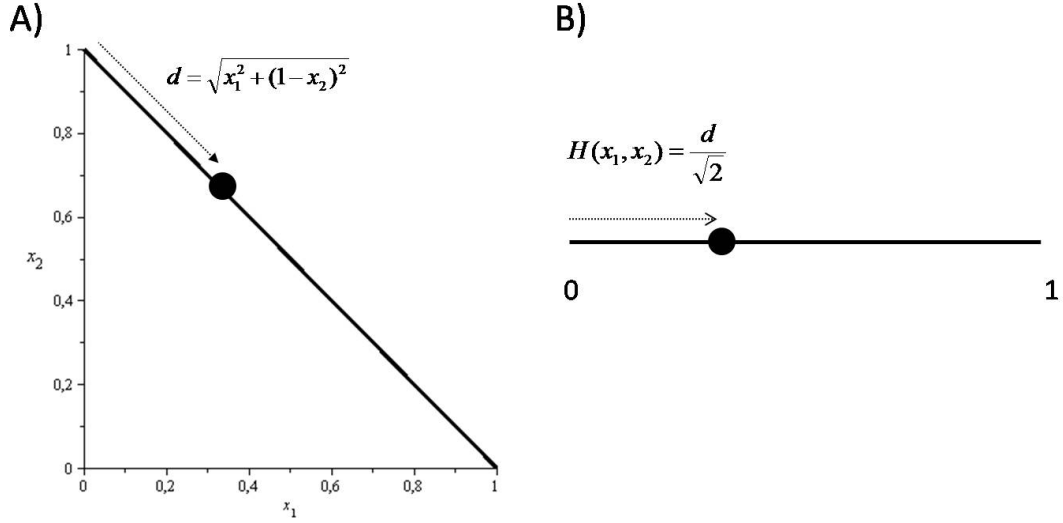 A)
d = √x₁² + (1 − x₂)²
1
0,8
0,6
x₂
0,4
0,2
0
0 0,2 0,4 0,6 0,8 1
x₁
B)
H(x₁, x₂) = d/√2
0 1